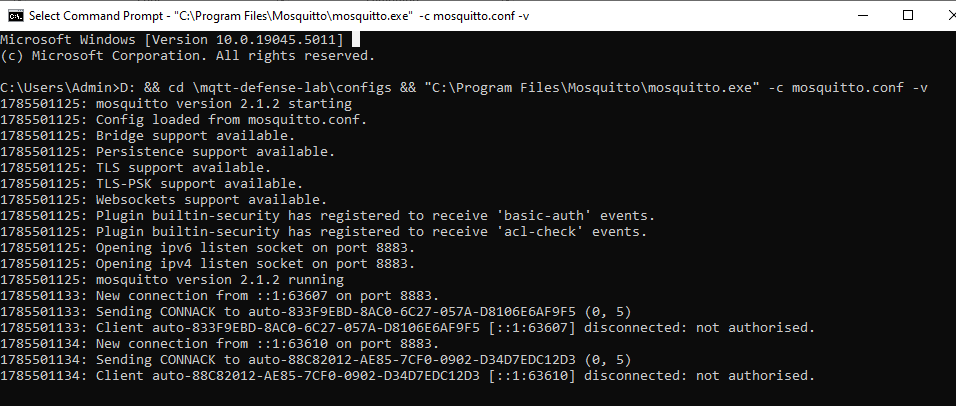 Select Command Prompt - "C:\Program Files\Mosquitto\mosquitto.exe" -c mosquitto.conf -v
Microsoft Windows [Version 10.0.19045.5011]
(c) Microsoft Corporation. All rights reserved.
C:\Users\Admin>D: && cd \mqtt-defense-lab\configs && "C:\Program Files\Mosquitto\mosquitto.exe" -c mosquitto.conf -v
1785501125: mosquitto version 2.1.2 starting
1785501125: Config loaded from mosquitto.conf.
1785501125: Bridge support available.
1785501125: Persistence support available.
1785501125: TLS support available.
1785501125: TLS-PSK support available.
1785501125: Websockets support available.
1785501125: Plugin builtin-security has registered to receive 'basic-auth' events.
1785501125: Plugin builtin-security has registered to receive 'acl-check' events.
1785501125: Opening ipv6 listen socket on port 8883.
1785501125: Opening ipv4 listen socket on port 8883.
1785501125: mosquitto version 2.1.2 running
1785501133: New connection from ::1:63607 on port 8883.
1785501133: Sending CONNACK to auto-833F9EBD-8AC0-6C27-057A-D8106E6AF9F5 (0, 5)
1785501133: Client auto-833F9EBD-8AC0-6C27-057A-D8106E6AF9F5 [::1:63607] disconnected: not authorised.
1785501134: New connection from ::1:63610 on port 8883.
1785501134: Sending CONNACK to auto-88C82012-AE85-7CF0-0902-D34D7EDC12D3 (0, 5)
1785501134: Client auto-88C82012-AE85-7CF0-0902-D34D7EDC12D3 [::1:63610] disconnected: not authorised.